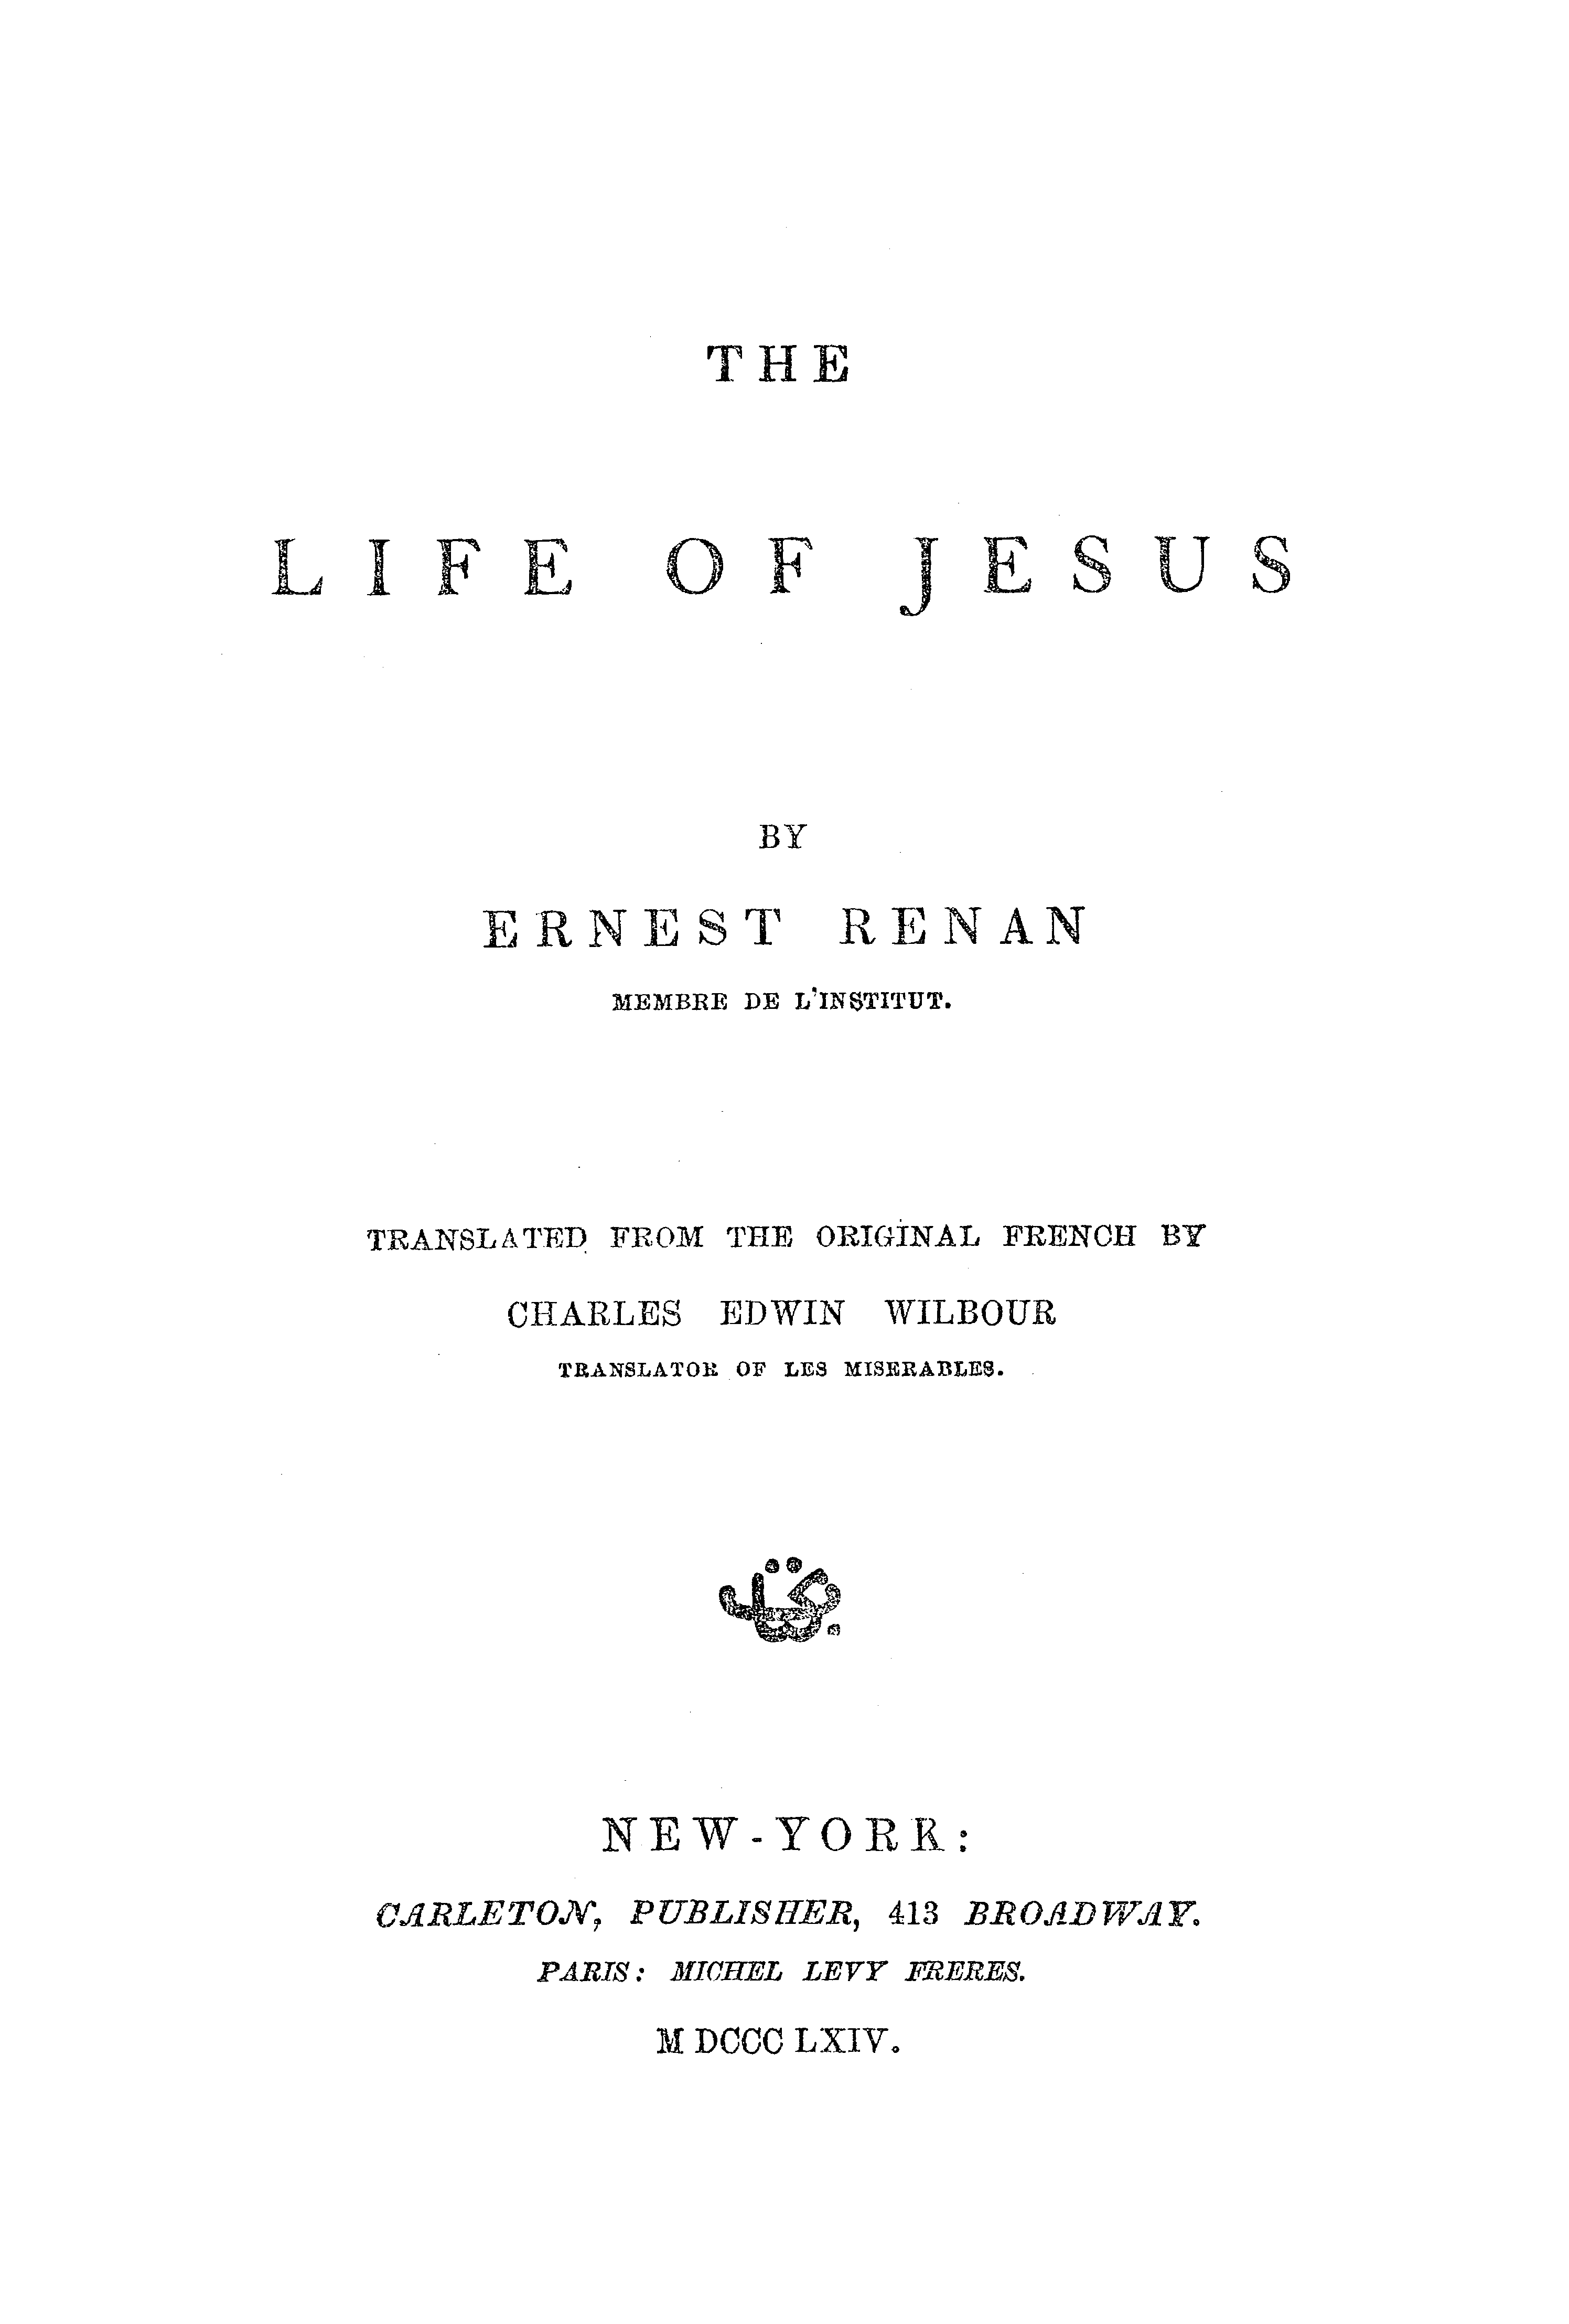 THE
LIFE OF JESUS
BY
ERNEST RENAN
MEMBRE DE L'INSTITUT.
TRANSLATED FROM THE ORIGINAL FRENCH BY
CHARLES EDWIN WILBOUR
TRANSLATOR OF LES MISERABLES.
NEW-YORK:
CARLETON, PUBLISHER, 413 BROADWAY.
PARIS: MICHEL LEVY FRERES.
M DCCC LXIV.